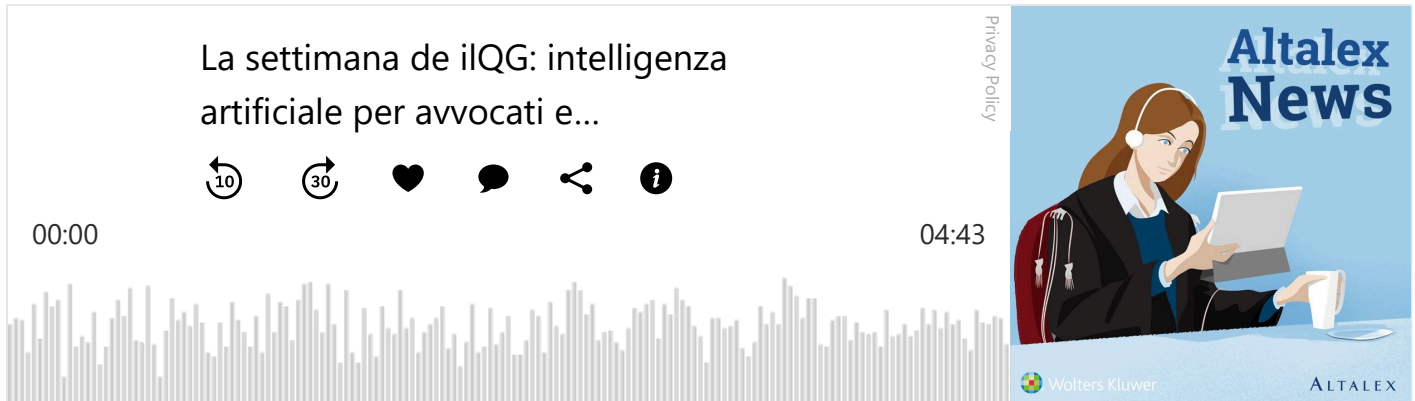 La settimana de ilQG: intelligenza
artificiale per avvocati e...
10
30
i
00:00
04:43
Privacy Policy
Altalex
News
Wolters Kluwer
ALTALEX